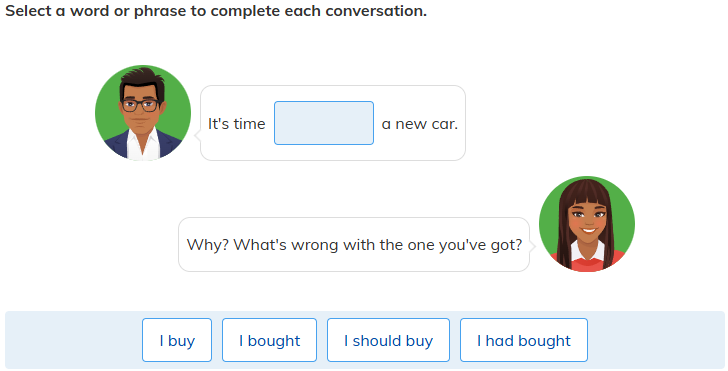 Select a word or phrase to complete each conversation.
It's time a new car.
Why? What's wrong with the one you've got?
I buy I bought I should buy I had bought